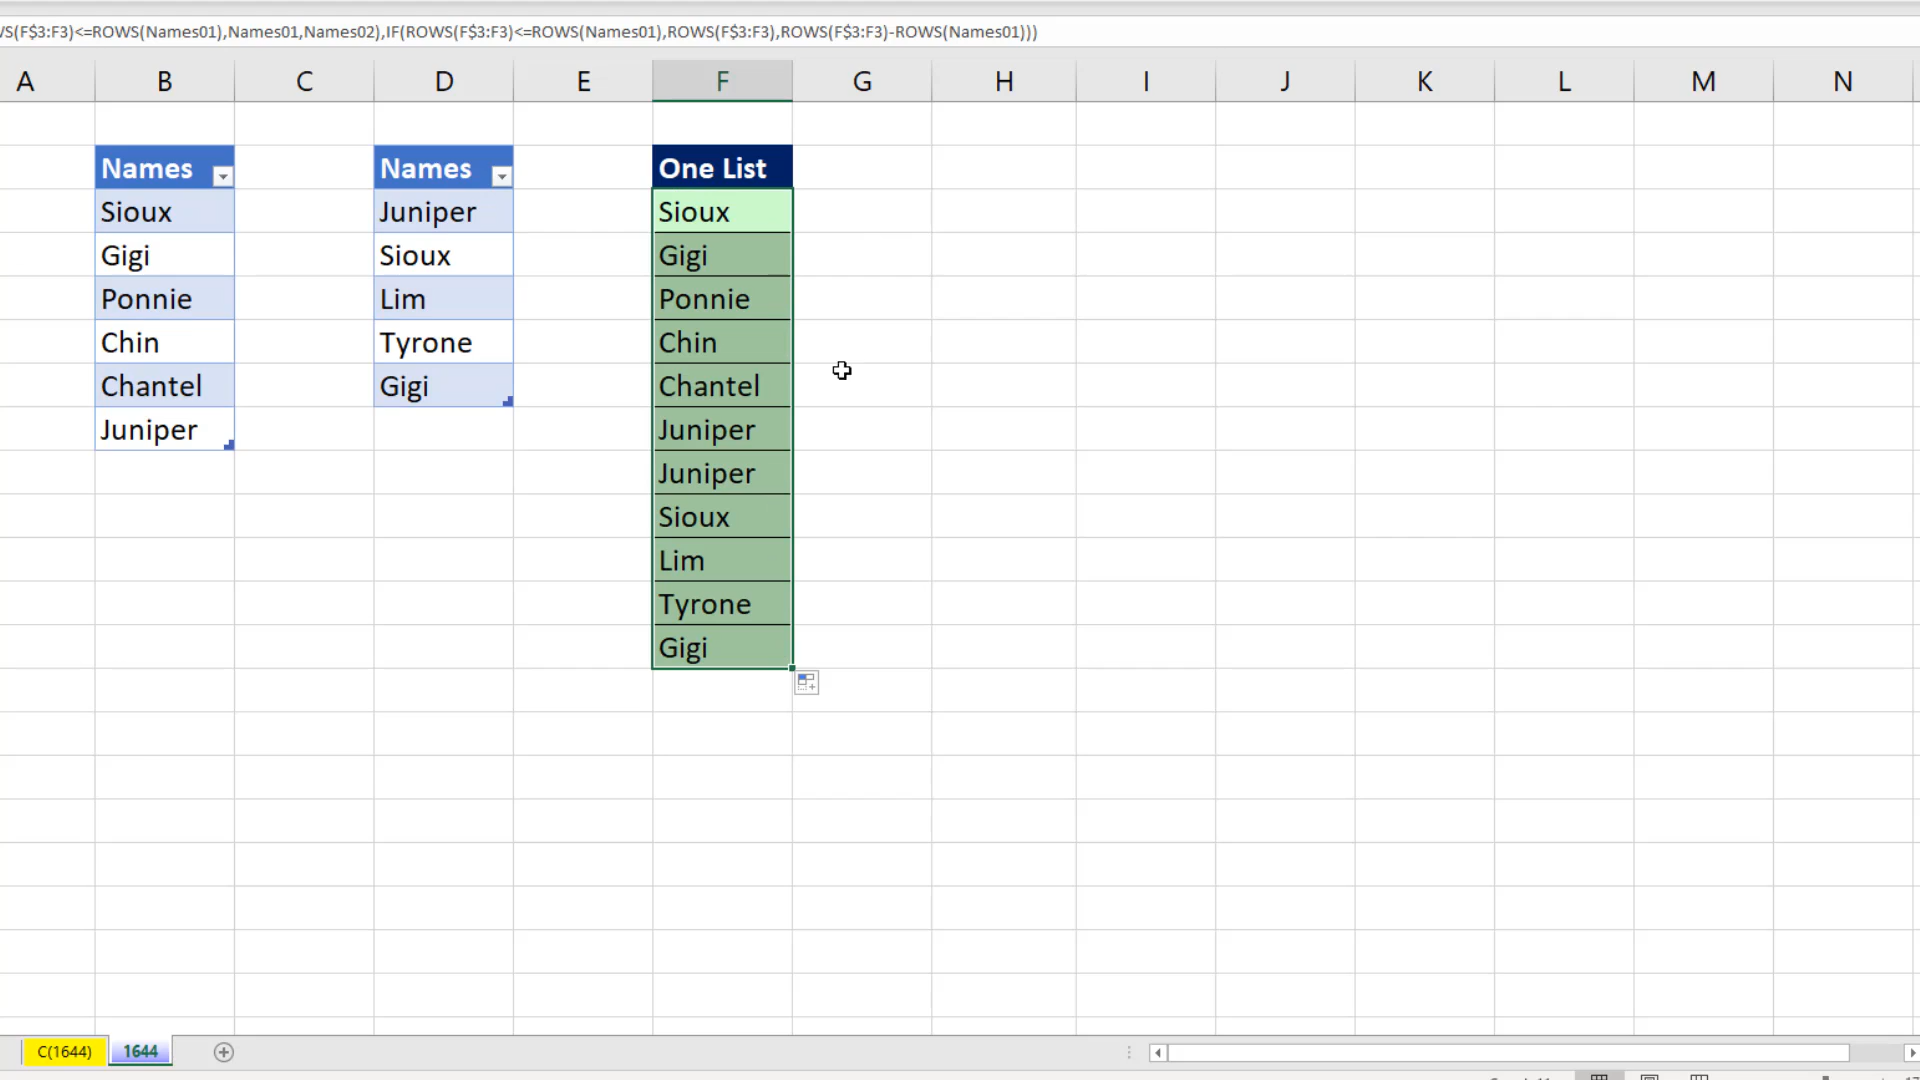 WS(F$3:F3)<=ROWS(Names01),Names01,Names02),IF(ROWS(F$3:F3)<=ROWS(Names01),ROWS(F$3:F3),ROWS(F$3:F3)-ROWS(Names01)))
A B C D E F G H I J K L M N
Names Names One List
Sioux Juniper Sioux
Gigi Sioux Gigi
Ponnie Lim Ponnie
Chin Tyrone Chin
Chantel Gigi Chantel
Juniper Juniper
Juniper
Sioux
Lim
Tyrone
Gigi
C(1644) 1644